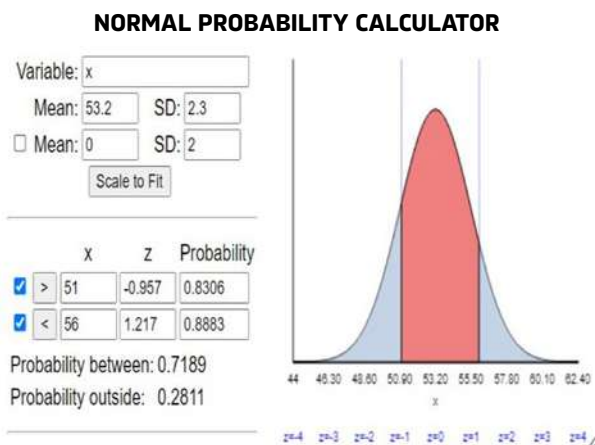 NORMAL PROBABILITY CALCULATOR
Variable: x
Mean: 53.2 SD: 2.3
Mean: 0 SD: 2
Scale to Fit
x z Probability
> 51 -0.957 0.8306
< 56 1.217 0.8883
Probability between: 0.7189
Probability outside: 0.2811
44 46.30 48.60 50.90 53.20 55.50 57.80 60.10 62.40
x
z=-4 z=-3 z=-2 z=-1 z=0 z=1 z=2 z=3 z=4